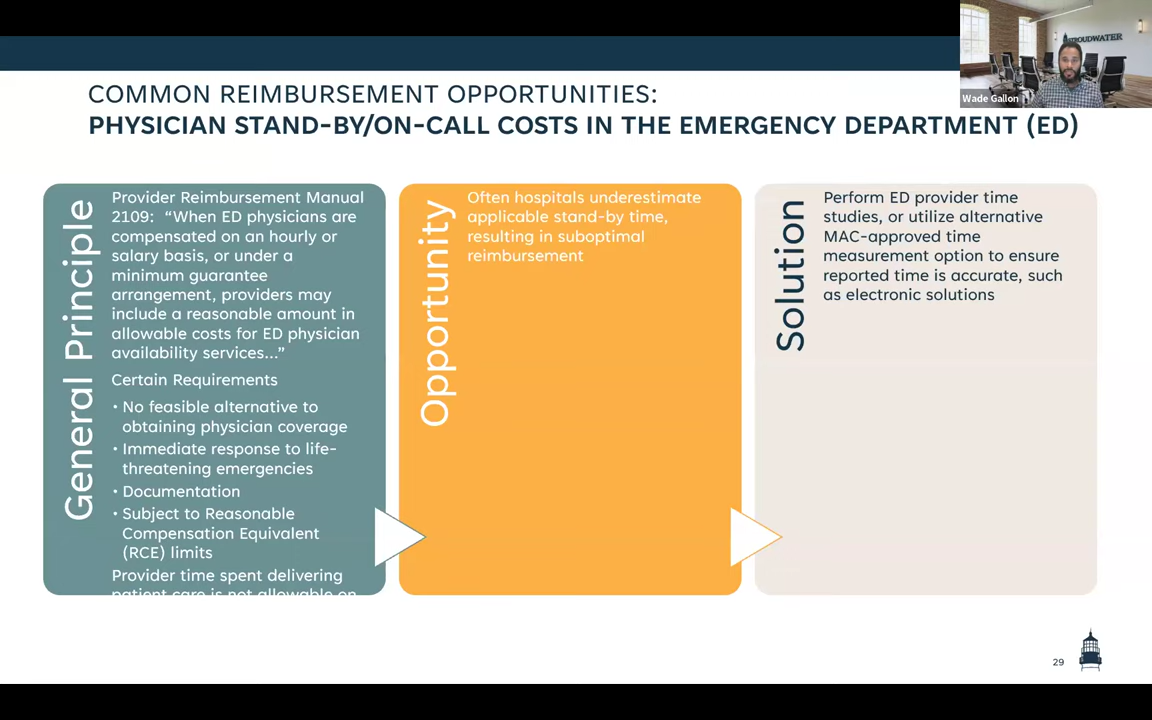 STROUDWATER
Wade Gallon
COMMON REIMBURSEMENT OPPORTUNITIES:
PHYSICIAN STAND-BY/ON-CALL COSTS IN THE EMERGENCY DEPARTMENT (ED)
General Principle
Provider Reimbursement Manual
2109:  “When ED physicians are
compensated on an hourly or
salary basis, or under a
minimum guarantee
arrangement, providers may
include a reasonable amount in
allowable costs for ED physician
availability services…”
Certain Requirements
• No feasible alternative to
obtaining physician coverage
• Immediate response to life-
threatening emergencies
• Documentation
• Subject to Reasonable
Compensation Equivalent
(RCE) limits
Provider time spent delivering
patient care is not allowable on
Opportunity
Often hospitals underestimate
applicable stand-by time,
resulting in suboptimal
reimbursement
Solution
Perform ED provider time
studies, or utilize alternative
MAC-approved time
measurement option to ensure
reported time is accurate, such
as electronic solutions
29